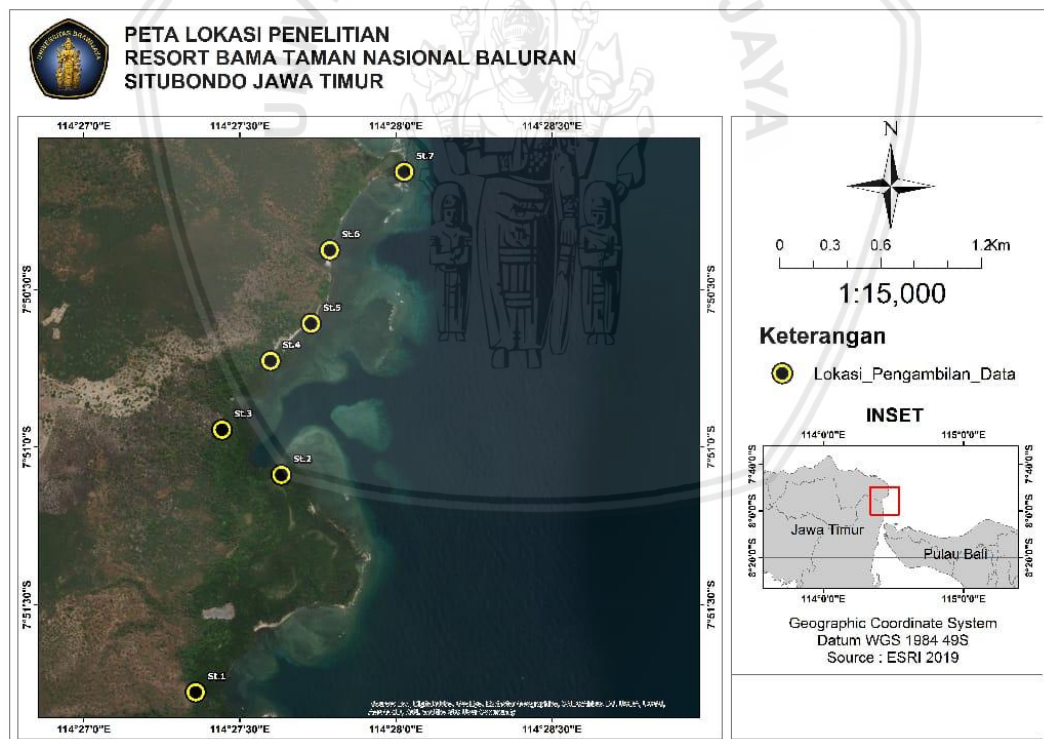 PETA LOKASI PENELITIAN
RESORT BAMA TAMAN NASIONAL BALURAN
SITUBONDO JAWA TIMUR
UNIVERSITAS BRAWIJAYA
JAYA
114°27'0"E 114°27'30"E 114°28'0"E 114°28'30"E
7°50'30"S
7°51'0"S
7°51'30"S
St.7
St.6
St.5
St.4
St.3
St.2
St.1
7°50'30"S
7°51'0"S
7°51'30"S
114°27'0"E 114°27'30"E 114°28'0"E 114°28'30"E
N
0 0.3 0.6 1.2Km
1:15,000
Keterangan
Lokasi_Pengambilan_Data
INSET
114°0'0"E 115°0'0"E
7°40'0"S
8°0'0"S
8°20'0"S
Jawa Timur
Pulau Bali
7°40'0"S
8°0'0"S
8°20'0"S
114°0'0"E 115°0'0"E
Geographic Coordinate System
Datum WGS 1984 49S
Source : ESRI 2019